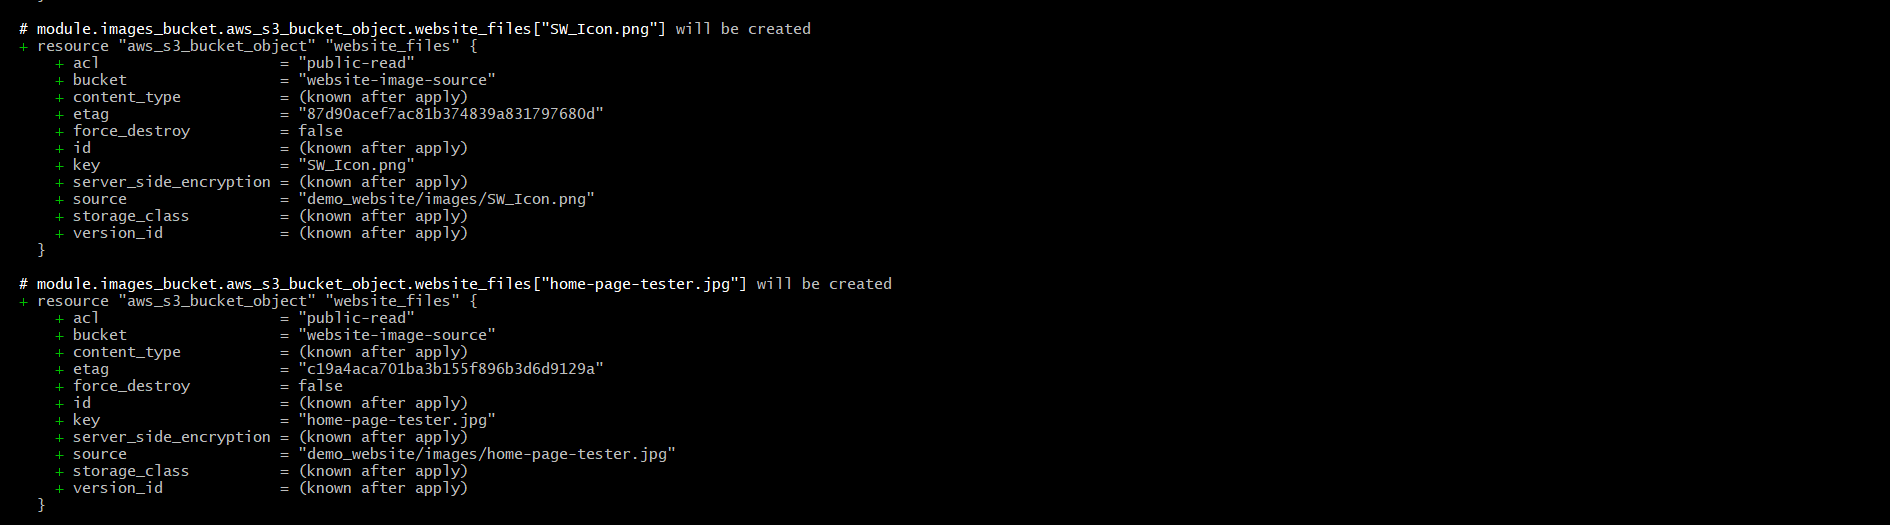 # module.images_bucket.aws_s3_bucket_object.website_files["SW_Icon.png"] will be created
+ resource "aws_s3_bucket_object" "website_files" {
+ acl = "public-read"
+ bucket = "website-image-source"
+ content_type = (known after apply)
+ etag = "87d90acef7ac81b374839a831797680d"
+ force_destroy = false
+ id = (known after apply)
+ key = "SW_Icon.png"
+ server_side_encryption = (known after apply)
+ source = "demo_website/images/SW_Icon.png"
+ storage_class = (known after apply)
+ version_id = (known after apply)
}
# module.images_bucket.aws_s3_bucket_object.website_files["home-page-tester.jpg"] will be created
+ resource "aws_s3_bucket_object" "website_files" {
+ acl = "public-read"
+ bucket = "website-image-source"
+ content_type = (known after apply)
+ etag = "c19a4aca701ba3b155f896b3d6d9129a"
+ force_destroy = false
+ id = (known after apply)
+ key = "home-page-tester.jpg"
+ server_side_encryption = (known after apply)
+ source = "demo_website/images/home-page-tester.jpg"
+ storage_class = (known after apply)
+ version_id = (known after apply)
}